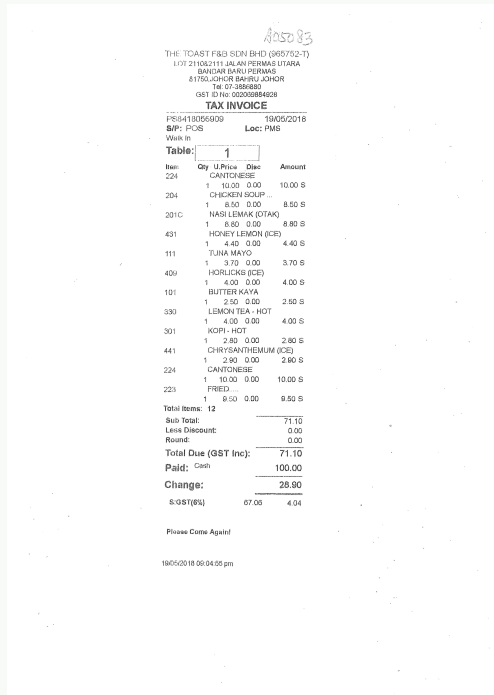 A05083
THE TOAST F&B SDN BHD (965752-T)
LOT 2110&2111 JALAN PERMAS UTARA
BANDAR BARU PERMAS
81750,JOHOR BAHRU JOHOR
Tel: 07-3886880
GST ID No: 002069884928
TAX INVOICE
PS6418056909 19/05/2018
S/P: POS Loc: PMS
Walk In
Table: 1
Item Qty U.Price Disc Amount
224 CANTONESE
1 10.00 0.00 10.00 S
204 CHICKEN SOUP ...
1 8.50 0.00 8.50 S
201C NASI LEMAK (OTAK)
1 8.80 0.00 8.80 S
431 HONEY LEMON (ICE)
1 4.40 0.00 4.40 S
111 TUNA MAYO
1 3.70 0.00 3.70 S
409 HORLICKS (ICE)
1 4.00 0.00 4.00 S
101 BUTTER KAYA
1 2.50 0.00 2.50 S
330 LEMON TEA - HOT
1 4.00 0.00 4.00 S
301 KOPI - HOT
1 2.80 0.00 2.80 S
441 CHRYSANTHEMUM (ICE)
1 2.90 0.00 2.90 S
224 CANTONESE
1 10.00 0.00 10.00 S
223 FRIED....
1 9.50 0.00 9.50 S
Total Items: 12
Sub Total: 71.10
Less Discount: 0.00
Round: 0.00
Total Due (GST Inc): 71.10
Paid: Cash 100.00
Change: 28.90
S:GST(6%) 67.06 4.04
Please Come Again!
19/05/2018 09:04:55 pm